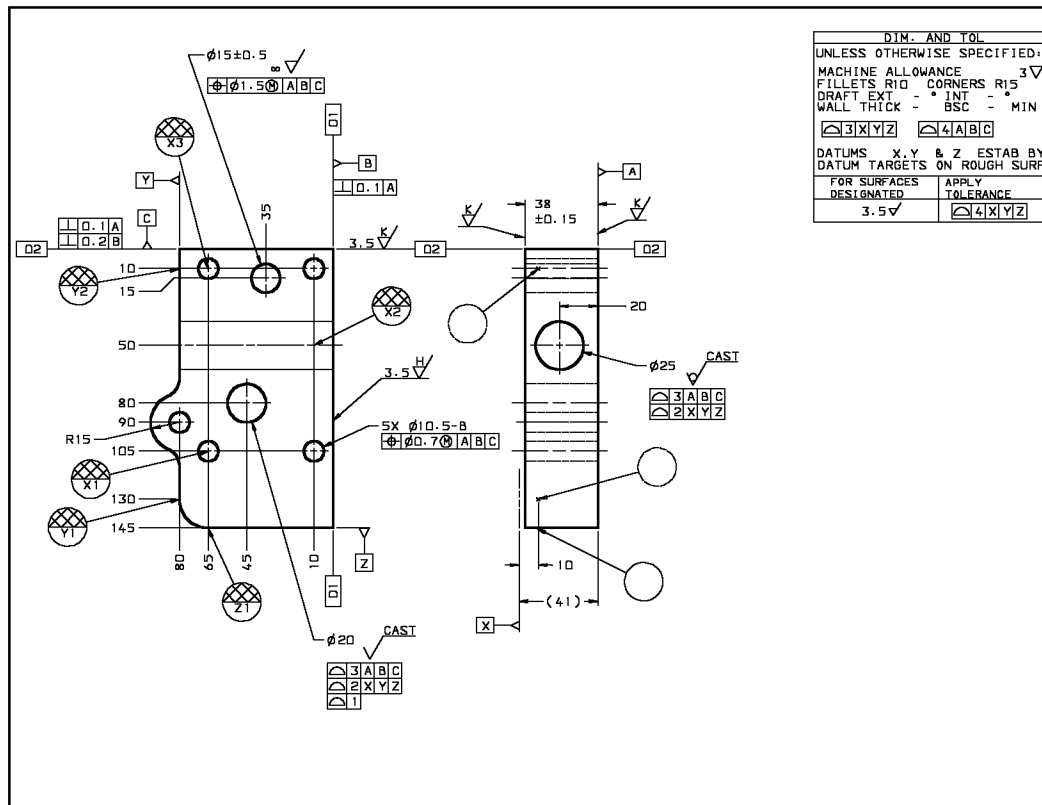 DIM. AND TOL
UNLESS OTHERWISE SPECIFIED:
MACHINE ALLOWANCE 3
FILLETS R10 CORNERS R15
DRAFT EXT - ° INT - °
WALL THICK - BSC - MIN
3 X Y Z 4 A B C
DATUMS X,Y & Z ESTAB BY
DATUM TARGETS ON ROUGH SURF
FOR SURFACES DESIGNATED
APPLY TOLERANCE
3.5
4 X Y Z
Ø15±0.5
8
⌖ Ø1.5Ⓜ A B C
D1
X3
B
⊥ 0.1 A
Y
35
C
⊥ 0.1 A
⊥ 0.2 B
D2
3.5
K
D2
10
15
Y2
X2
50
3.5
H
80
90
R15
105
5X Ø10.5-B
⌖ Ø0.7Ⓜ A B C
X1
130
Y1
145
80
65
45
10
Z
D1
Z1
Ø20
CAST
3 A B C
2 X Y Z
1
A
K
38
±0.15
K
D2
20
Ø25
CAST
3 A B C
2 X Y Z
10
(41)
X